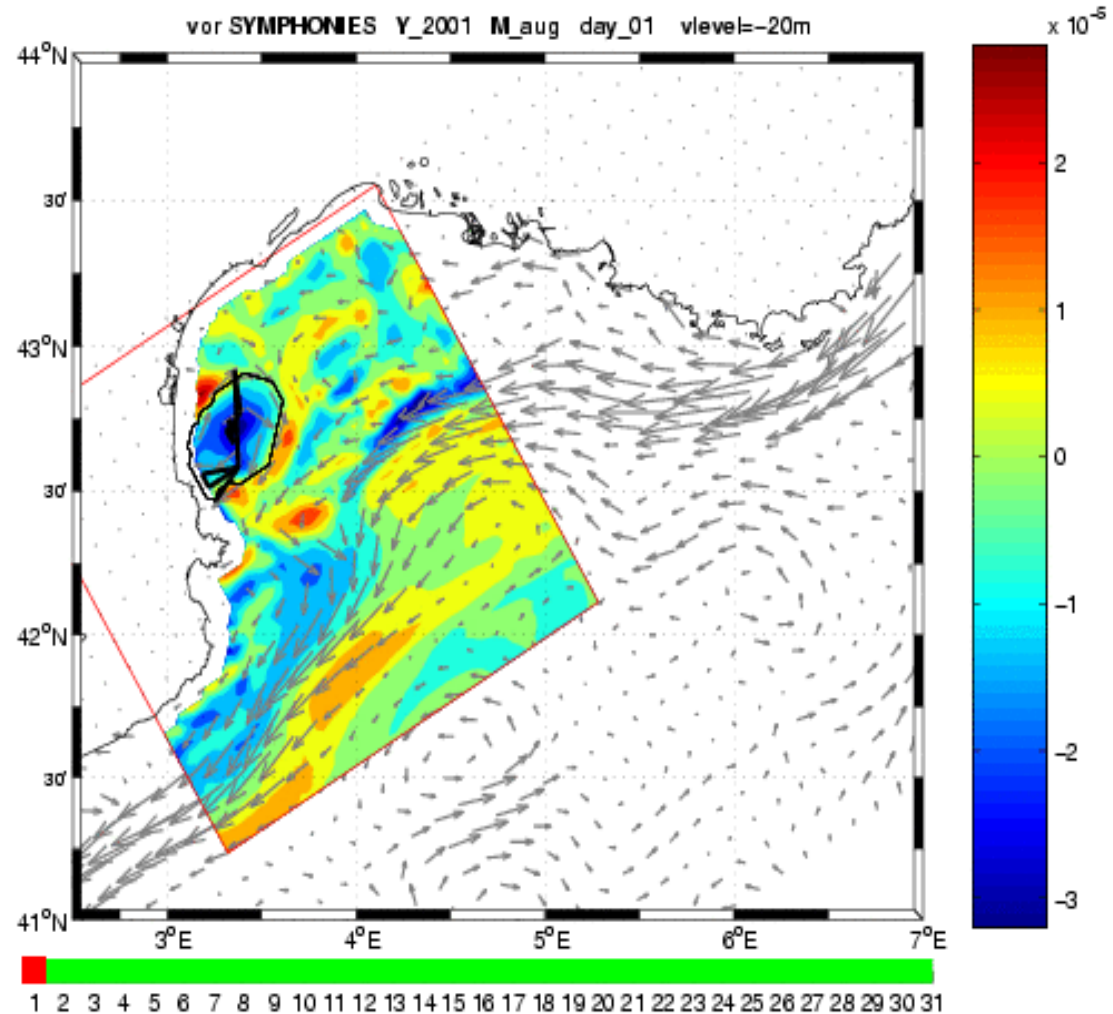 vor SYMPHONIES Y_2001 M_aug day_01 vlevel=−20m
x 10⁻⁵
44°N
30'
43°N
30'
42°N
30'
41°N
3°E 4°E 5°E 6°E 7°E
2
1
0
−1
−2
−3
1 2 3 4 5 6 7 8 9 10 11 12 13 14 15 16 17 18 19 20 21 22 23 24 25 26 27 28 29 30 31